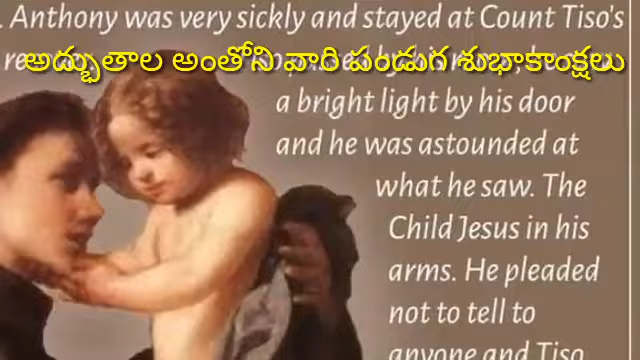 . Anthony was very sickly and stayed at Count Tiso's
అద్భుతాల అంతోని వారి పండుగ శుభాకాంక్షలు
a bright light by his door
and he was astounded at
what he saw. The
Child Jesus in his
arms. He pleaded
not to tell to
anyone and Tiso